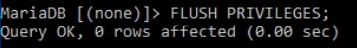 MariaDB [(none)]> FLUSH PRIVILEGES;
Query OK, 0 rows affected (0.00 sec)